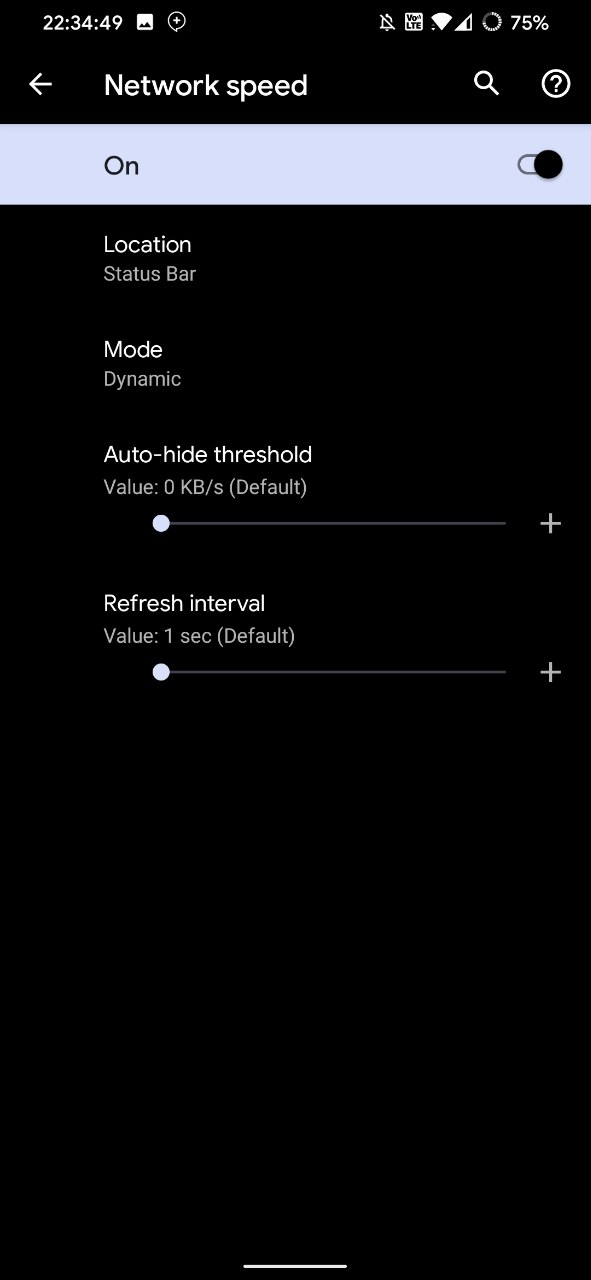 22:34:49 Vo LTE 75%
Network speed
On
Location
Status Bar
Mode
Dynamic
Auto-hide threshold
Value: 0 KB/s (Default)
Refresh interval
Value: 1 sec (Default)